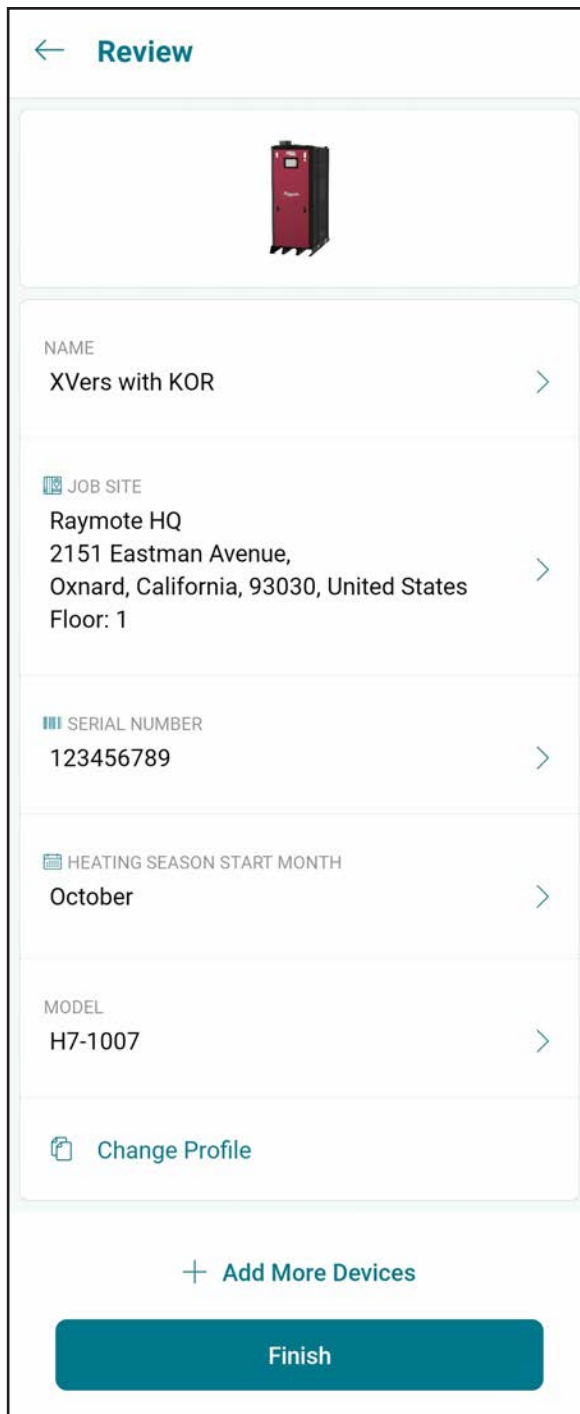 Review
NAME
XVers with KOR
JOB SITE
Raymote HQ
2151 Eastman Avenue,
Oxnard, California, 93030, United States
Floor: 1
SERIAL NUMBER
123456789
HEATING SEASON START MONTH
October
MODEL
H7-1007
Change Profile
Add More Devices
Finish